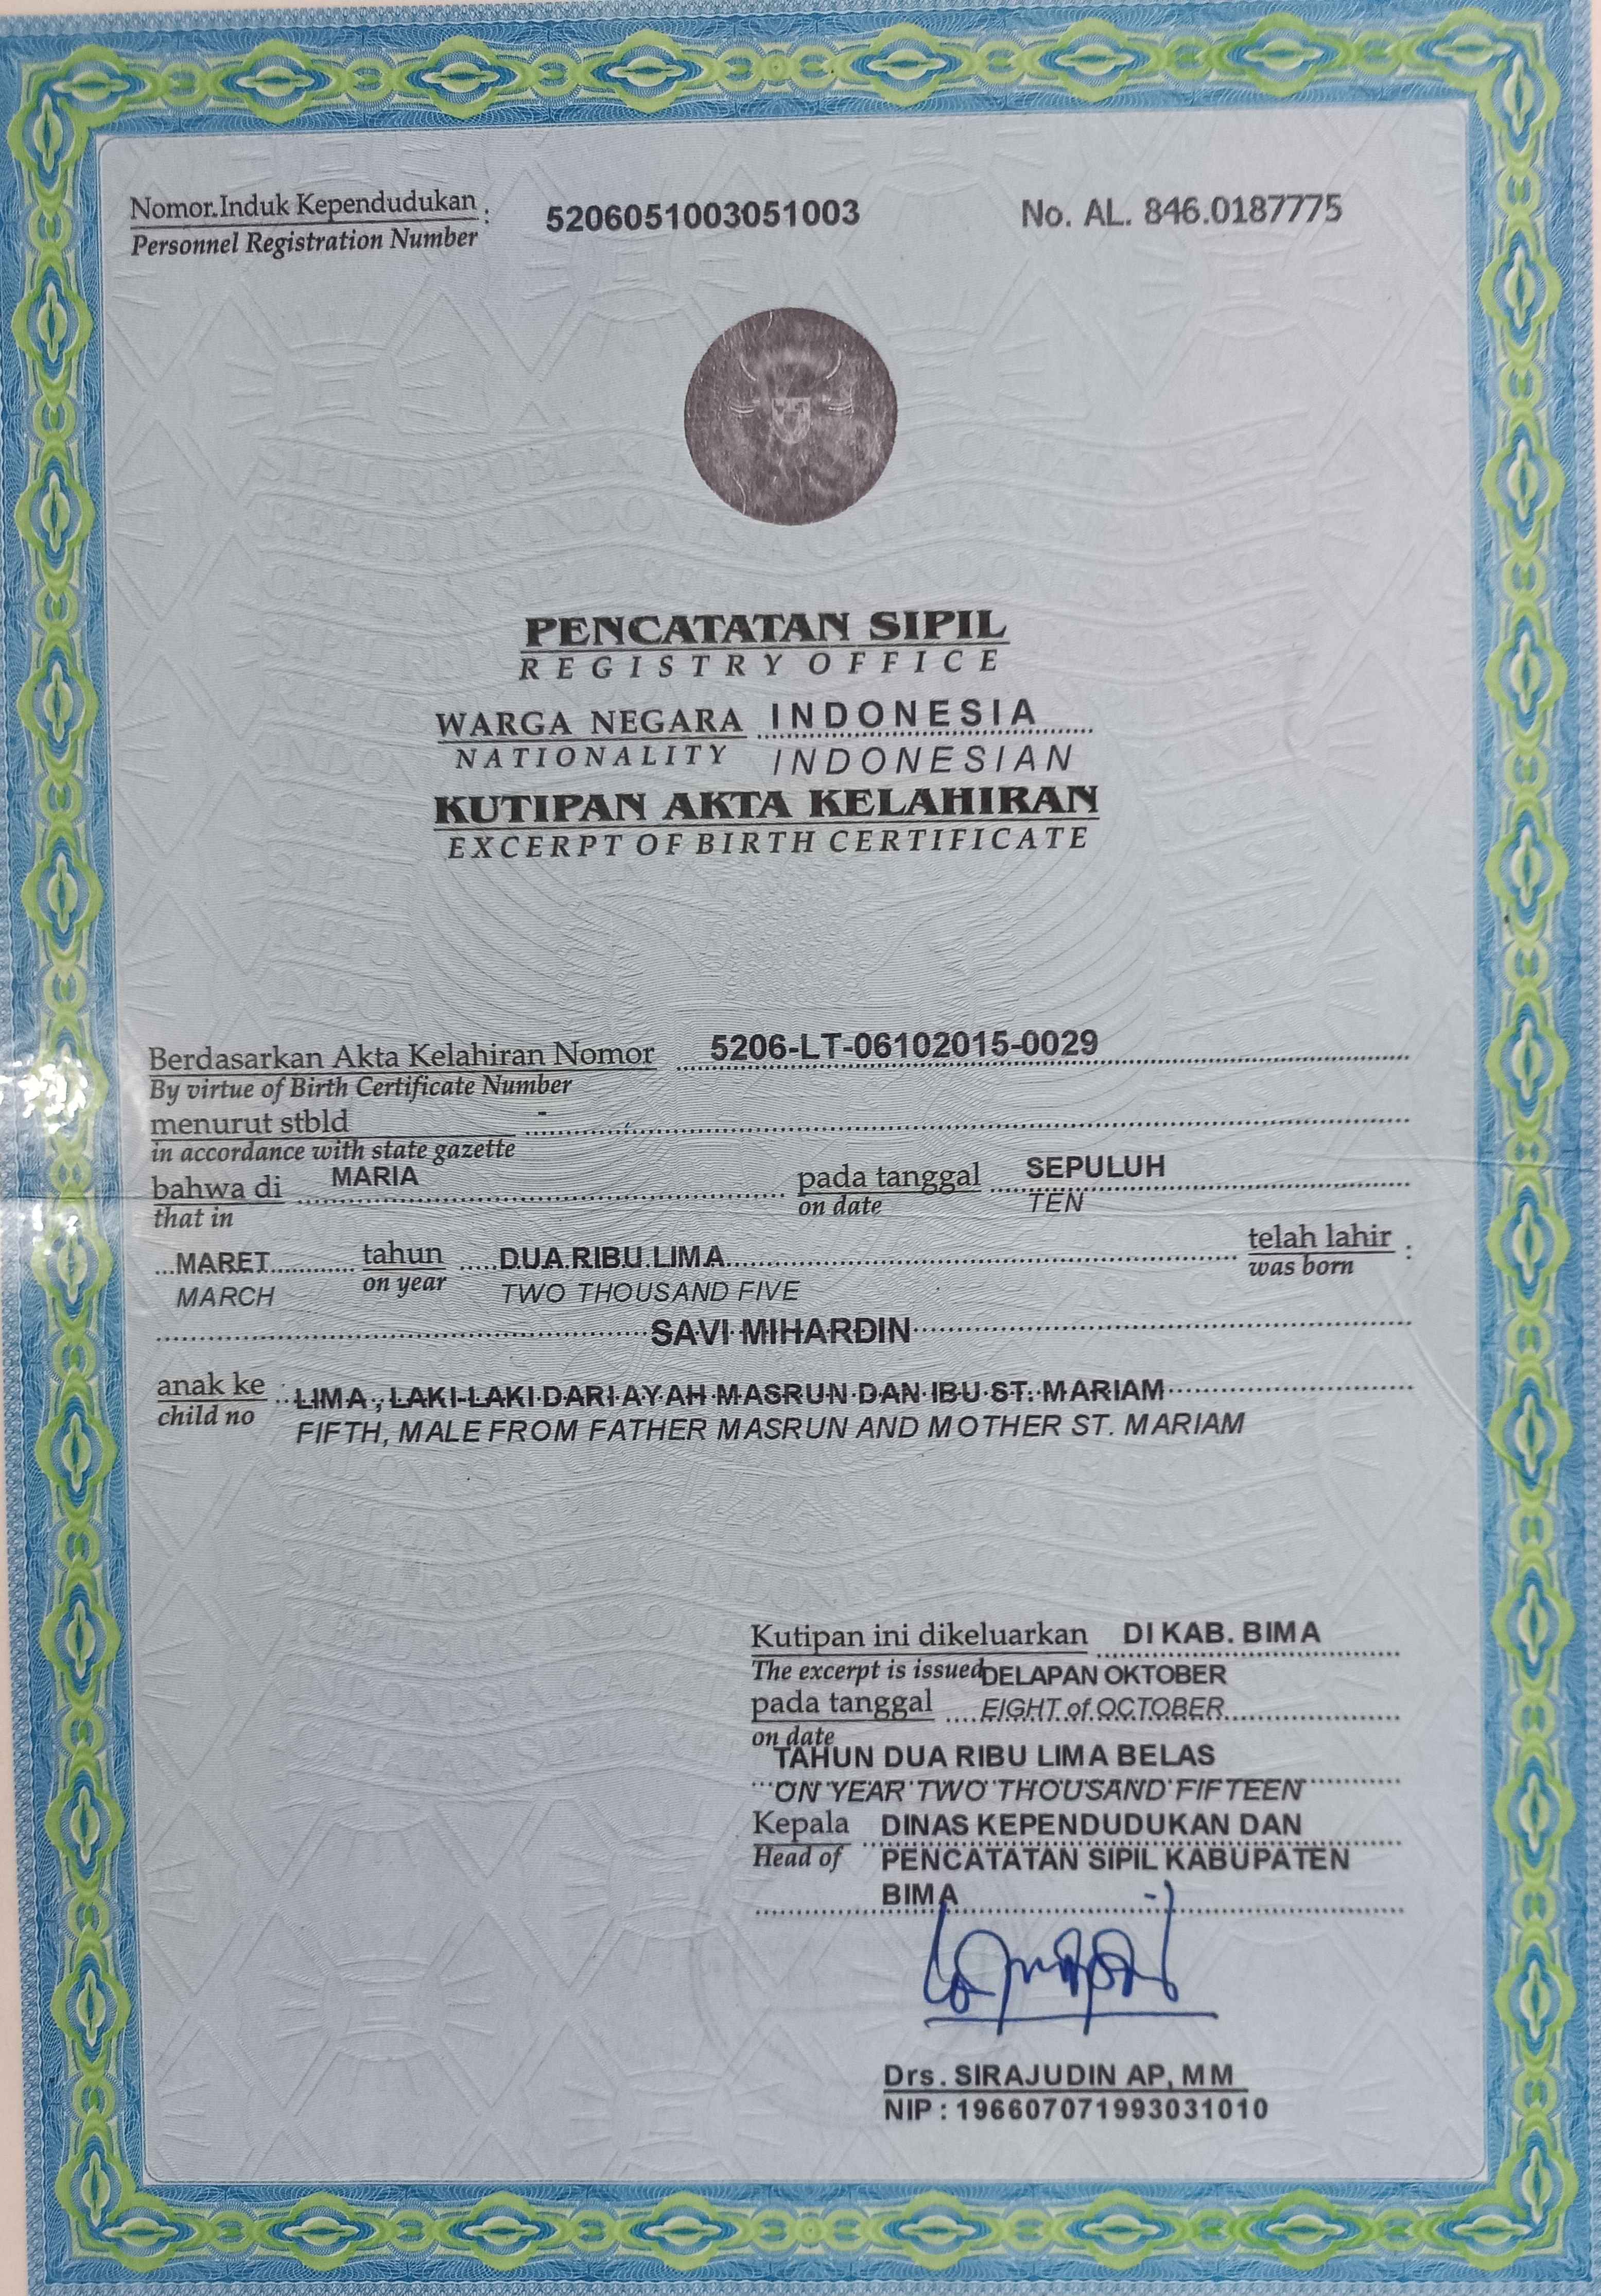 Nomor Induk Kependudukan : 5206051003051003 No. AL. 846.0187775
Personnel Registration Number
PENCATATAN SIPIL
REGISTRY OFFICE
WARGA NEGARA INDONESIA
NATIONALITY INDONESIAN
KUTIPAN AKTA KELAHIRAN
EXCERPT OF BIRTH CERTIFICATE
Berdasarkan Akta Kelahiran Nomor 5206-LT-06102015-0029
By virtue of Birth Certificate Number
menurut stbld -
in accordance with state gazette
bahwa di MARIA pada tanggal SEPULUH
that in on date TEN
MARET tahun DUA RIBU LIMA telah lahir :
MARCH on year TWO THOUSAND FIVE was born
SAVI MIHARDIN
anak ke LIMA, LAKI-LAKI DARI AYAH MASRUN DAN IBU ST. MARIAM
child no FIFTH, MALE FROM FATHER MASRUN AND MOTHER ST. MARIAM
Kutipan ini dikeluarkan DI KAB. BIMA
The excerpt is issued DELAPAN OKTOBER
pada tanggal EIGHT of OCTOBER
on date
TAHUN DUA RIBU LIMA BELAS
ON YEAR TWO THOUSAND FIFTEEN
Kepala DINAS KEPENDUDUKAN DAN
Head of PENCATATAN SIPIL KABUPATEN
BIMA
Drs. SIRAJUDIN AP, MM
NIP : 196607071993031010